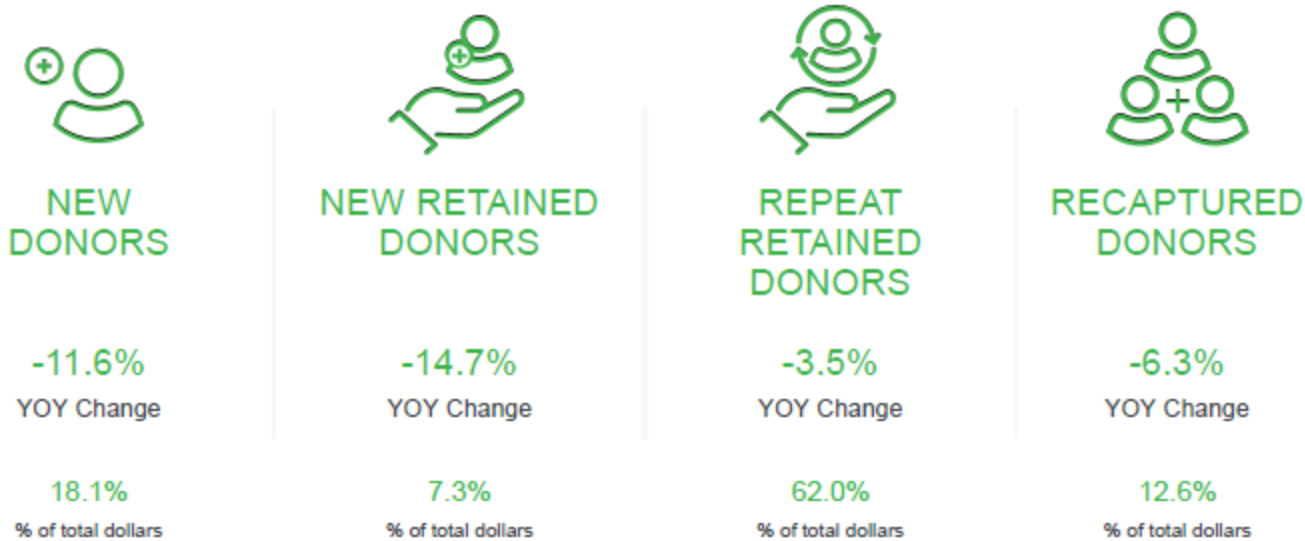 NEW
DONORS
-11.6%
YOY Change
18.1%
% of total dollars
NEW RETAINED
DONORS
-14.7%
YOY Change
7.3%
% of total dollars
REPEAT
RETAINED
DONORS
-3.5%
YOY Change
62.0%
% of total dollars
RECAPTURED
DONORS
-6.3%
YOY Change
12.6%
% of total dollars